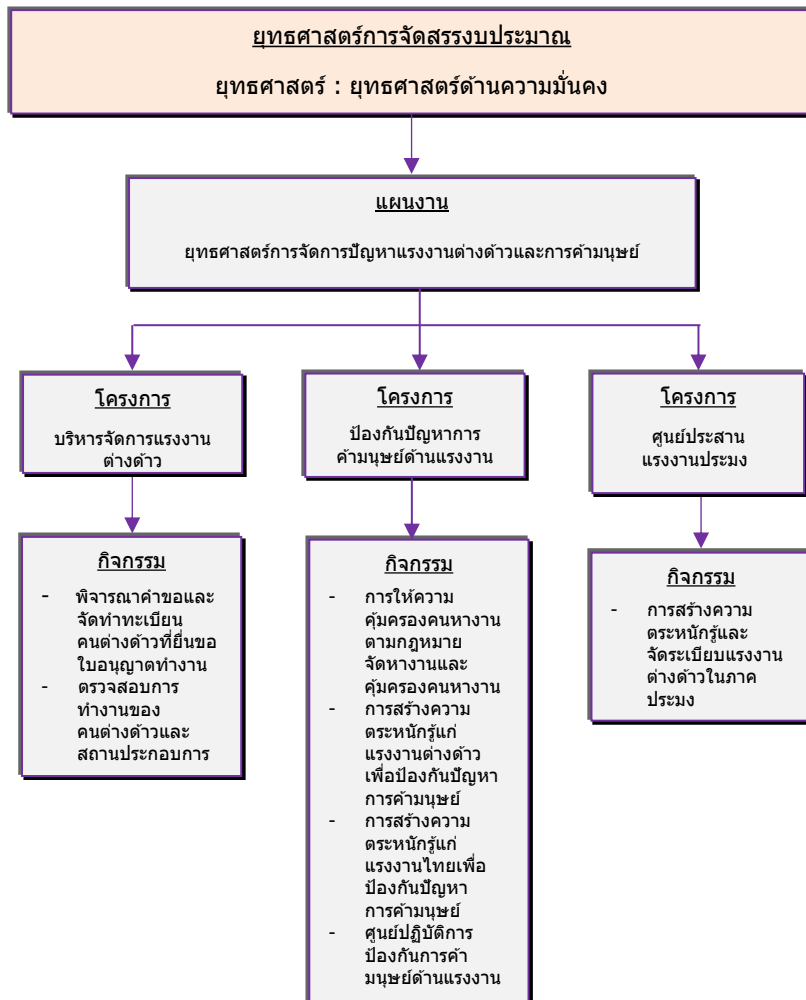 ยุทธศาสตร์การจัดสรรงบประมาณ
ยุทธศาสตร์ : ยุทธศาสตร์ด้านความมั่นคง
แผนงาน
ยุทธศาสตร์การจัดการปัญหาแรงงานต่างด้าวและการค้ามนุษย์
โครงการ
บริหารจัดการแรงงาน
ต่างด้าว
โครงการ
ป้องกันปัญหาการ
ค้ามนุษย์ด้านแรงงาน
โครงการ
ศูนย์ประสาน
แรงงานประมง
กิจกรรม
- พิจารณาคำขอและ
จัดทำทะเบียน
คนต่างด้าวที่ยื่นขอ
ใบอนุญาตทำงาน
- ตรวจสอบการ
ทำงานของ
คนต่างด้าวและ
สถานประกอบการ
กิจกรรม
- การให้ความ
คุ้มครองคนหางาน
ตามกฎหมาย
จัดหางานและ
คุ้มครองคนหางาน
- การสร้างความ
ตระหนักรู้แก่
แรงงานต่างด้าว
เพื่อป้องกันปัญหา
การค้ามนุษย์
- การสร้างความ
ตระหนักรู้แก่
แรงงานไทยเพื่อ
ป้องกันปัญหา
การค้ามนุษย์
- ศูนย์ปฏิบัติการ
ป้องกันการค้า
มนุษย์ด้านแรงงาน
กิจกรรม
- การสร้างความ
ตระหนักรู้และ
จัดระเบียบแรงงาน
ต่างด้าวในภาค
ประมง